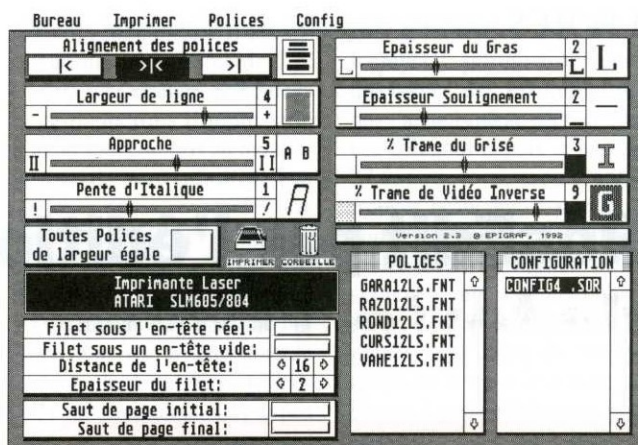 Bureau Imprimer Polices Config
Alignement des polices
|< >|< >|
Largeur de ligne 4
- +
Approche 5
II II A B
Pente d'Italique 1
! / A
Toutes Polices
de largeur égale
IMPRIMER CORBEILLE
Imprimante Laser
ATARI SLM605/804
Filet sous l'en-tête réel:
Filet sous un en-tête vide:
Distance de l'en-tête: 16
Epaisseur du filet: 2
Saut de page initial:
Saut de page final:
Epaisseur du Gras 2
L L L
Epaisseur Soulignement 2
% Trame du Grisé 3
I
% Trame de Vidéo Inverse 9
G
Version 2.3 @ EPIGRAF, 1992
POLICES
GARA12LS.FNT
RAZO12LS.FNT
ROND12LS.FNT
CURS12LS.FNT
VAHE12LS.FNT
CONFIGURATION
CONFIG4 .SOR